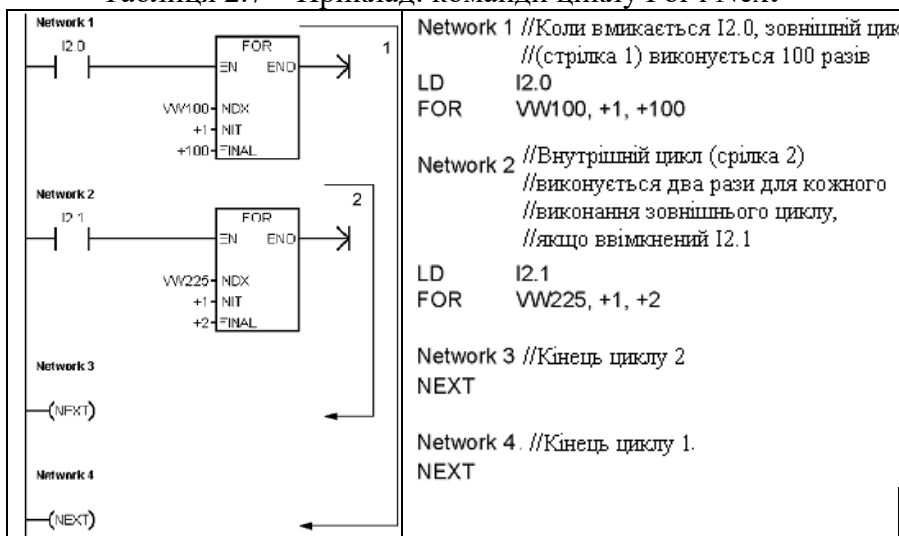 Таблиця 2.7 – Приклад: команди циклу For і Next
Network 1
I2.0
FOR
EN END
1
VW100 NDX
+1 NIT
+100 FINAL
Network 2
I2.1
FOR
EN END
2
VW225 NDX
+1 NIT
+2 FINAL
Network 3
(NEXT)
Network 4
(NEXT)
Network 1 //Коли вмикається I2.0, зовнішній цик
//(стрілка 1) виконується 100 разів
LD I2.0
FOR VW100, +1, +100
Network 2 //Внутрішній цикл (срілка 2)
//виконується два рази для кожного
//виконання зовнішнього циклу,
//якщо ввімкнений I2.1
LD I2.1
FOR VW225, +1, +2
Network 3 //Кінець циклу 2
NEXT
Network 4. //Кінець циклу 1.
NEXT